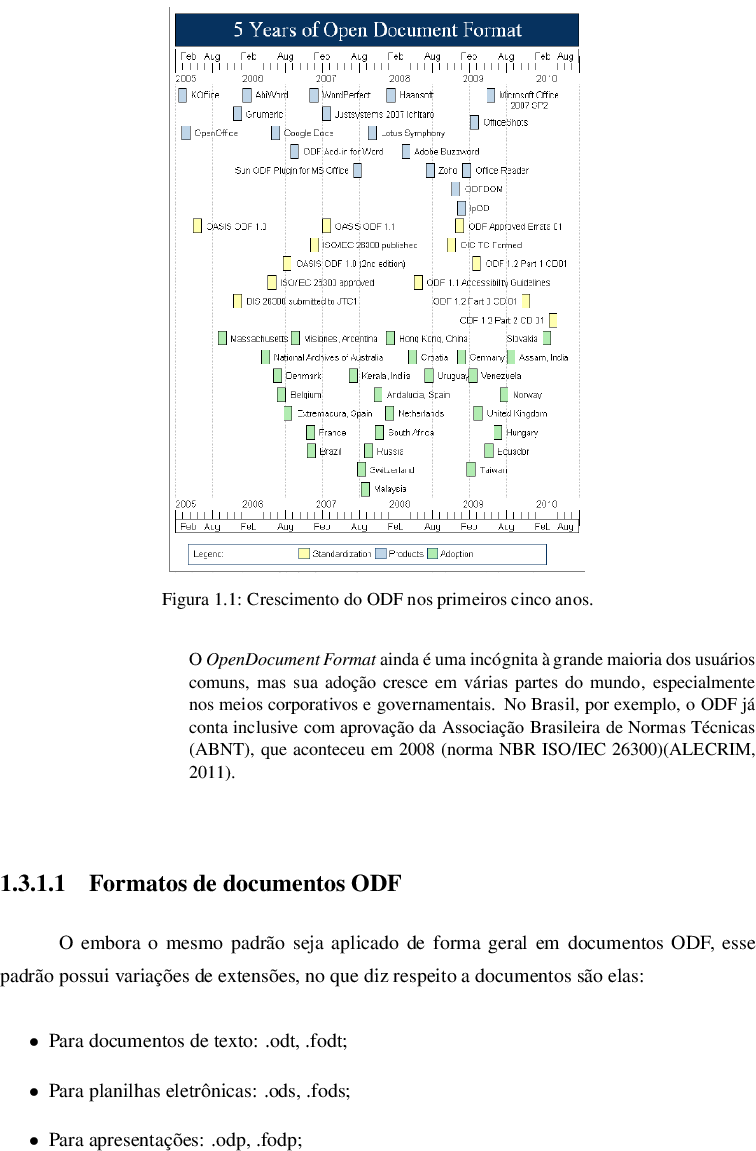 5 Years of Open Document Format
Feb Aug Feb Aug Feb Aug Feb Aug Feb Aug Feb Aug
2005 2006 2007 2008 2009 2010
KOffice AbiWord WordPerfect Haansoft Microsoft Office
2007 SP2
Gnumeric Justsystems 2007 Ichitaro
OfficeShots
OpenOffice Google Docs Lotus Symphony
ODF Add-in for Word Adobe Buzzword
Sun ODF Plugin for MS Office Zoho Office Reader
ODFDOM
lpOD
OASIS ODF 1.0 OASIS ODF 1.1 ODF Approved Errata 01
ISO/IEC 26300 published OIC TC Formed
OASIS ODF 1.0 (2nd edition) ODF 1.2 Part 1 CD01
ISO/IEC 26300 approved ODF 1.1 Accessibility Guidelines
DIS 26300 submitted to JTC1 ODF 1.2 Part 3 CD 01
ODF 1.2 Part 2 CD 01
Massachusetts Misiones, Argentina Hong Kong, China Slovakia
National Archives of Australia Croatia Germany Assam, India
Denmark Kerala, India Uruguay Venezuela
Belgium Andalucia, Spain Norway
Extremadura, Spain Netherlands United Kingdom
France South Africa Hungary
Brazil Russia Ecuador
Switzerland Taiwan
Malaysia
2005 2006 2007 2008 2009 2010
Feb Aug Feb Aug Feb Aug Feb Aug Feb Aug Feb Aug
Legend: Standardization Products Adoption
Figura 1.1: Crescimento do ODF nos primeiros cinco anos.
O OpenDocument Format ainda é uma incógnita à grande maioria dos usuários
comuns, mas sua adoção cresce em várias partes do mundo, especialmente
nos meios corporativos e governamentais. No Brasil, por exemplo, o ODF já
conta inclusive com aprovação da Associação Brasileira de Normas Técnicas
(ABNT), que aconteceu em 2008 (norma NBR ISO/IEC 26300)(ALECRIM,
2011).
1.3.1.1 Formatos de documentos ODF
O embora o mesmo padrão seja aplicado de forma geral em documentos ODF, esse
padrão possui variações de extensões, no que diz respeito a documentos são elas:
• Para documentos de texto: .odt, .fodt;
• Para planilhas eletrônicas: .ods, .fods;
• Para apresentações: .odp, .fodp;